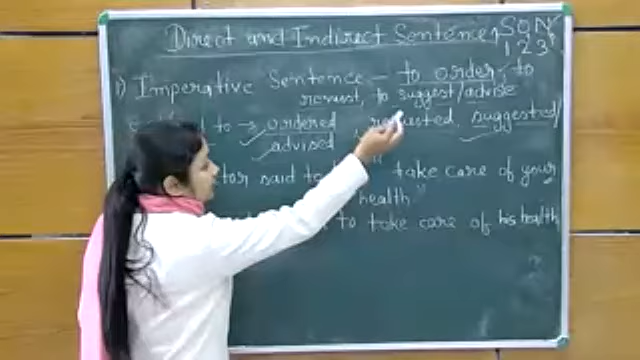 Direct and Indirect Sentences SON
1 2 3
1) Imperative Sentence - to order, to
request, to suggest/advise
to → ordered requested, suggested/
advised
tor said to " take care of your
health."
to take care of his health